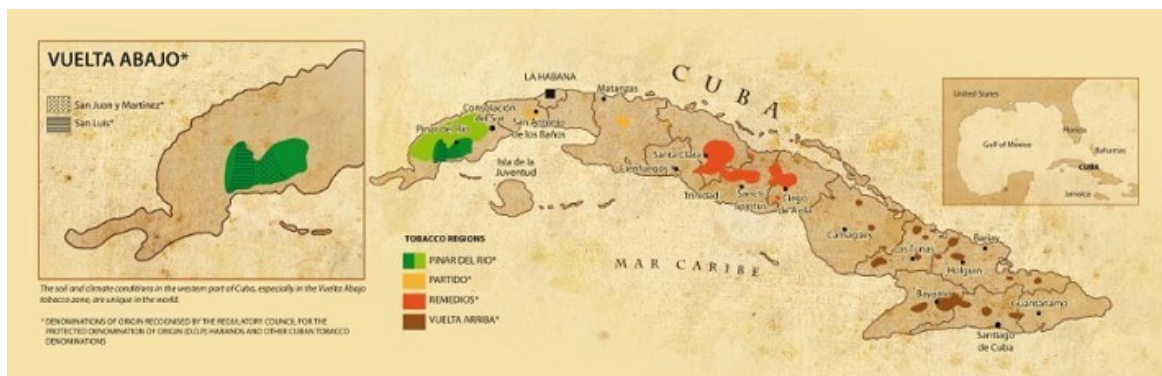 VUELTA ABAJO*
San Juan y Martínez*
San Luis*
The soil and climate conditions in the western part of Cuba, especially in the Vuelta Abajo
tobacco zone, are unique in the world.
* DENOMINATIONS OF ORIGIN RECOGNISED BY THE REGULATORY COUNCIL FOR THE
PROTECTED DENOMINATION OF ORIGIN (D.O.P.) HABANOS AND OTHER CUBAN TOBACCO
DENOMINATIONS
CUBA
LA HABANA
Matanzas
Consolación
del Sur
San Antonio
de los Baños
Pinar del Río
Isla de la
Juventud
Santa Clara
Cienfuegos
Trinidad
Sancti
Spíritus
Ciego
de Ávila
Camagüey
Las Tunas
Bariay
Holguín
Bayamo
Guantánamo
Santiago
de Cuba
MAR CARIBE
TOBACCO REGIONS
PINAR DEL RIO*
PARTIDO*
REMEDIOS*
VUELTA ARRIBA*
United States
Florida
Gulf of Mexico
Bahamas
CUBA
Jamaica